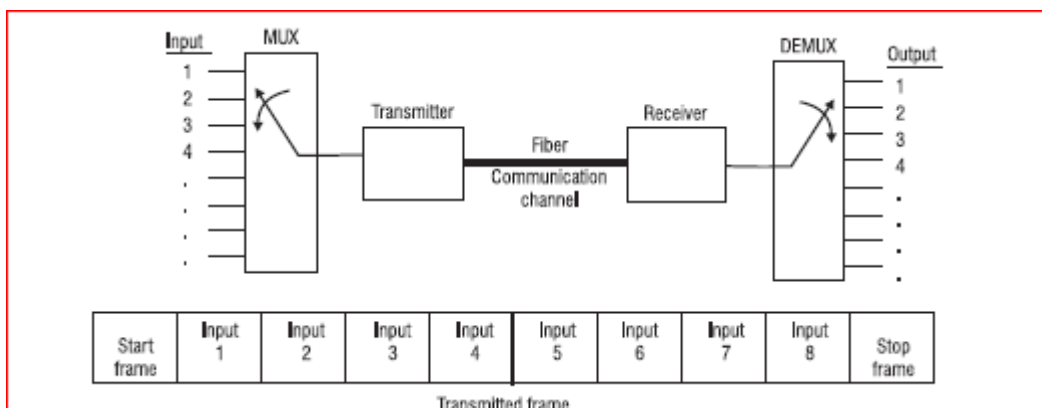 Input
MUX
1
2
3
4
.
.
.
.
Transmitter
Fiber
Communication
channel
Receiver
DEMUX
Output
1
2
3
4
.
.
.
.
Start
frame
Input
1
Input
2
Input
3
Input
4
Input
5
Input
6
Input
7
Input
8
Stop
frame
Transmitted frame